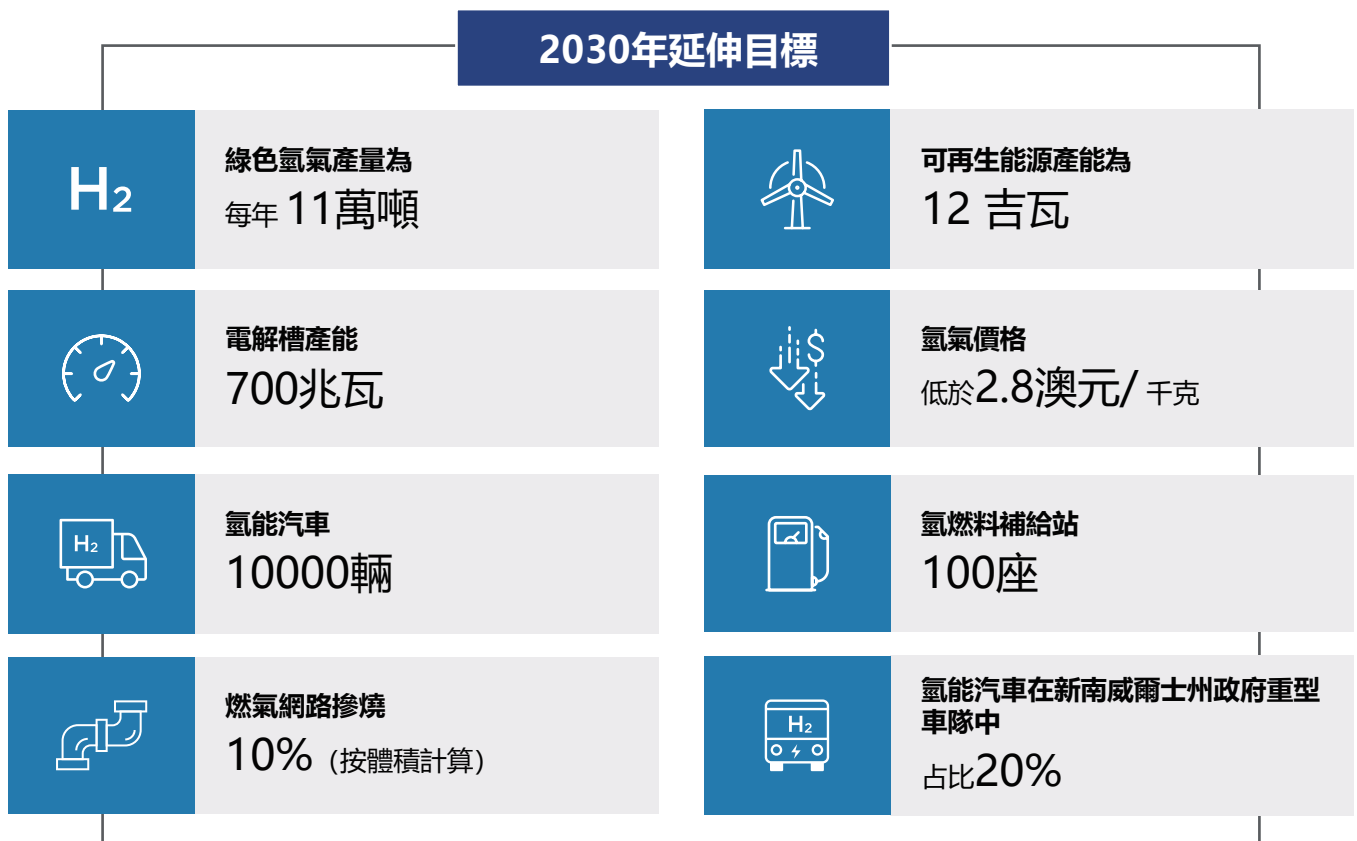 2030年延伸目標
H₂
綠色氫氣產量為
每年 11萬噸
可再生能源產能為
12 吉瓦
電解槽產能
700兆瓦
$
氫氣價格
低於2.8澳元/ 千克
H₂
氫能汽車
10000輛
氫燃料補給站
100座
燃氣網路摻燒
10% (按體積計算)
H₂
氫能汽車在新南威爾士州政府重型
車隊中
占比20%